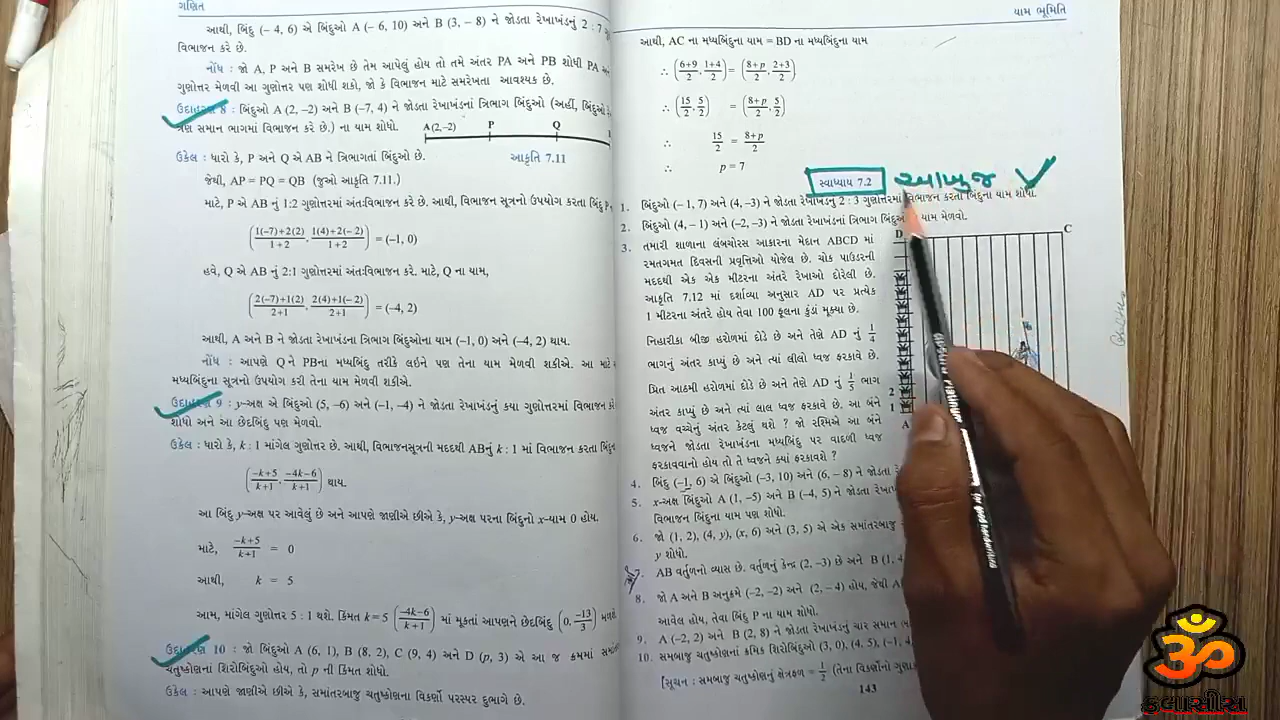 ગણિત
આથી, બિંદુ (– 4, 6) એ બિંદુઓ A (– 6, 10) અને B (3, – 8) ને જોડતા રેખાખંડનું 2 : 7
વિભાજન કરે છે.
નોંધ : જો A, P અને B સમરેખ છે તેમ આપેલું હોય તો તમે અંતર PA અને PB શોધી PA
ગુણોત્તર મેળવી આ ગુણોત્તર પણ શોધી શકો, જો કે વિભાજન માટે સમરેખતા આવશ્યક છે.
ઉદાહરણ 8 : બિંદુઓ A (2, –2) અને B (–7, 4) ને જોડતા રેખાખંડનાં ત્રિભાગ બિંદુઓ (અહીં, બિંદુઓ
ત્રણ સમાન ભાગમાં વિભાજન કરે છે.) ના યામ શોધો.
A (2, –2) P Q
ઉકેલ : ધારો કે, P અને Q એ AB ને ત્રિભાગતાં બિંદુઓ છે.
આકૃતિ 7.11
જેથી, AP = PQ = QB (જુઓ આકૃતિ 7.11.)
માટે, P એ AB નું 1:2 ગુણોત્તરમાં અંતઃવિભાજન કરે છે. આથી, વિભાજન સૂત્રનો ઉપયોગ કરતાં બિંદુ P
(1(–7)+2(2)/1+2, 1(4)+2(–2)/1+2) = (–1, 0)
હવે, Q એ AB નું 2:1 ગુણોત્તરમાં અંતઃવિભાજન કરે. માટે, Q ના યામ,
(2(–7)+1(2)/2+1, 2(4)+1(–2)/2+1) = (–4, 2)
આથી, A અને B ને જોડતા રેખાખંડના ત્રિભાગ બિંદુઓના યામ (–1, 0) અને (–4, 2) થાય.
નોંધ : આપણે Q ને PBના મધ્યબિંદુ તરીકે લઇને પણ તેના યામ મેળવી શકીએ. આ માટે
મધ્યબિંદુના સૂત્રનો ઉપયોગ કરી તેના યામ મેળવી શકીએ.
ઉદાહરણ 9 : y-અક્ષ એ બિંદુઓ (5, –6) અને (–1, –4) ને જોડતા રેખાખંડનું કયા ગુણોત્તરમાં વિભાજન
શોધો અને આ છેદબિંદુ પણ મેળવો.
ઉકેલ : ધારો કે, k : 1 માંગેલ ગુણોત્તર છે. આથી, વિભાજનસૂત્રની મદદથી ABનું k : 1 માં વિભાજન કરતા
(–k+5/k+1, –4k–6/k+1) થાય.
આ બિંદુ y-અક્ષ પર આવેલું છે અને આપણે જાણીએ છીએ કે, y-અક્ષ પરના બિંદુનો x-યામ 0 હોય.
માટે, –k+5/k+1 = 0
આથી, k = 5
આમ, માંગેલ ગુણોત્તર 5 : 1 થશે. કિંમત k = 5 (–4k–6/k+1) માં મૂકતાં આપણને છેદબિંદુ (0, –13/3)
ઉદાહરણ 10 : જો બિંદુઓ A (6, 1), B (8, 2), C (9, 4) અને D (p, 3) એ આ જ ક્રમમાં
ચતુષ્કોણનાં શિરોબિંદુઓ હોય, તો p ની કિંમત શોધો.
ઉકેલ : આપણે જાણીએ છીએ કે, સમાંતરબાજુ ચતુષ્કોણના વિકર્ણો પરસ્પર દુભાગે છે.
યામ ભૂમિતિ
આથી, AC ના મધ્યબિંદુના યામ = BD ના મધ્યબિંદુના યામ
∴ (6+9/2, 1+4/2) = (8+p/2, 2+3/2)
∴ (15/2, 5/2) = (8+p/2, 5/2)
∴ 15/2 = 8+p/2
∴ p = 7
સ્વાધ્યાય 7.2 આખુજ
1. બિંદુઓ (– 1, 7) અને (4, –3) ને જોડતા રેખાખંડનું 2 : 3 ગુણોત્તરમાં વિભાજન કરતા બિંદુના યામ શોધો.
2. બિંદુઓ (4, – 1) અને (–2, –3) ને જોડતા રેખાખંડનાં ત્રિભાગ બિંદુઓ યામ મેળવો.
3. તમારી શાળાના લંબચોરસ આકારના મેદાન ABCD માં
રમતગમત દિવસની પ્રવૃત્તિઓ યોજેલ છે. ચોક પાઉડરની
મદદથી એક એક મીટરના અંતરે રેખાઓ દોરેલી છે.
આકૃતિ 7.12 માં દર્શાવ્યા અનુસાર AD પર પ્રત્યેક
1 મીટરના અંતરે હોય તેવા 100 ફૂલનાં કુંડાં મૂક્યા છે.
નિહારીકા બીજી હરોળમાં દોડે છે અને તેણે AD નું 1/4
ભાગનું અંતર કાપ્યું છે અને ત્યાં લીલો ધ્વજ ફરકાવે છે.
પ્રિત આઠમી હરોળમાં દોડે છે અને તેણે AD નું 1/5 ભાગ
અંતર કાપ્યું છે અને ત્યાં લાલ ધ્વજ ફરકાવે છે. આ બંને
ધ્વજ વચ્ચેનું અંતર કેટલું થશે ? જો રશ્મિએ આ બંને
ધ્વજને જોડતા રેખાખંડના મધ્યબિંદુ પર વાદળી ધ્વજ
ફરકાવવાનો હોય તો તે ધ્વજને ક્યાં ફરકાવશે ?
D C
2
1
A
4. બિંદુ (–1, 6) એ બિંદુઓ (–3, 10) અને (6, – 8) ને જોડતા
5. x-અક્ષ બિંદુઓ A (1, –5) અને B (–4, 5) ને જોડતા
વિભાજન બિંદુના યામ પણ શોધો.
6. જો (1, 2), (4, y), (x, 6) અને (3, 5) એ એક સમાંતરબાજુ
y શોધો.
7. AB વર્તુળનો વ્યાસ છે. વર્તુળનું કેન્દ્ર (2, –3) છે અને B (1, 4
8. જો A અને B અનુક્રમે (–2, –2) અને (2, – 4) હોય, જેથી
આવેલ હોય, તેવા બિંદુ P ના યામ શોધો.
9. A (–2, 2) અને B (2, 8) ને જોડતા રેખાખંડનું ચાર સમાન
10. સમબાજુ ચતુષ્કોણનાં ક્રમિક શિરોબિંદુઓ (3, 0), (4, 5), (–1, 4
[સૂચન : સમબાજુ ચતુષ્કોણનું ક્ષેત્રફળ = 1/2 (તેના વિકર્ણોનો
143
ૐ
કલાસીસ